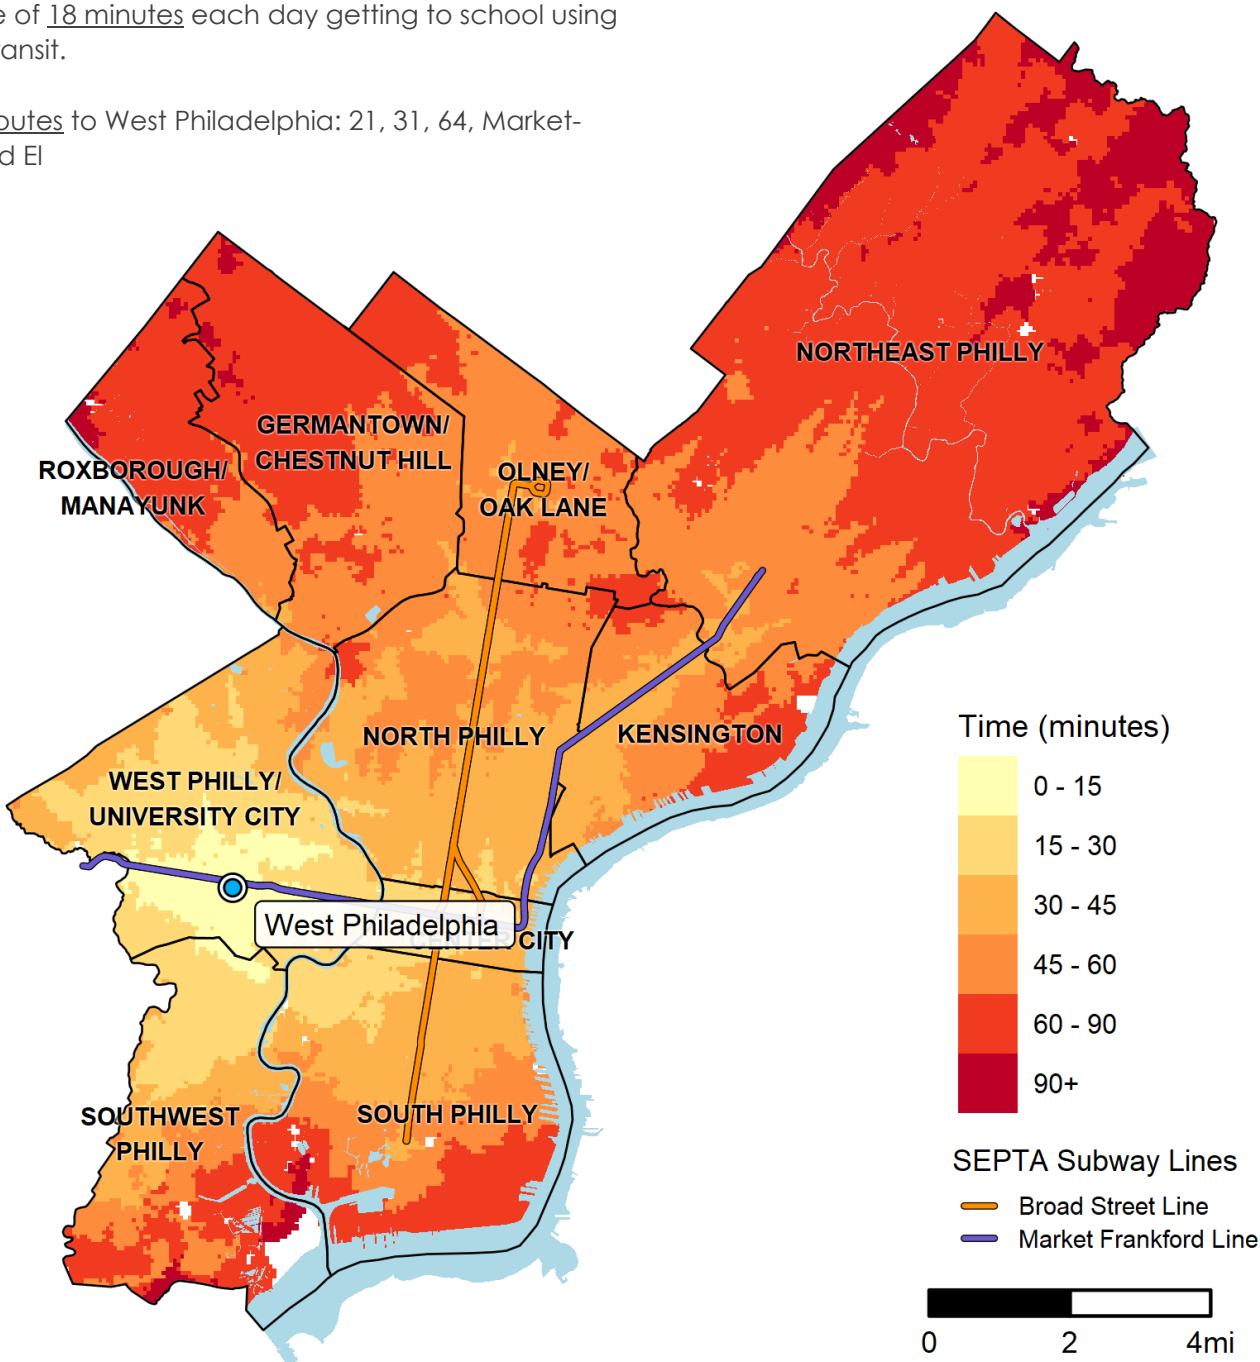 e of 18 minutes each day getting to school using
ansit.
outes to West Philadelphia: 21, 31, 64, Market-
d El
NORTHEAST PHILLY
GERMANTOWN/
CHESTNUT HILL
ROXBOROUGH/
MANAYUNK
OLNEY/
OAK LANE
NORTH PHILLY
KENSINGTON
WEST PHILLY/
UNIVERSITY CITY
West Philadelphia
CENTER CITY
SOUTHWEST
PHILLY
SOUTH PHILLY
Time (minutes)
0 - 15
15 - 30
30 - 45
45 - 60
60 - 90
90+
SEPTA Subway Lines
Broad Street Line
Market Frankford Line
0 2 4mi